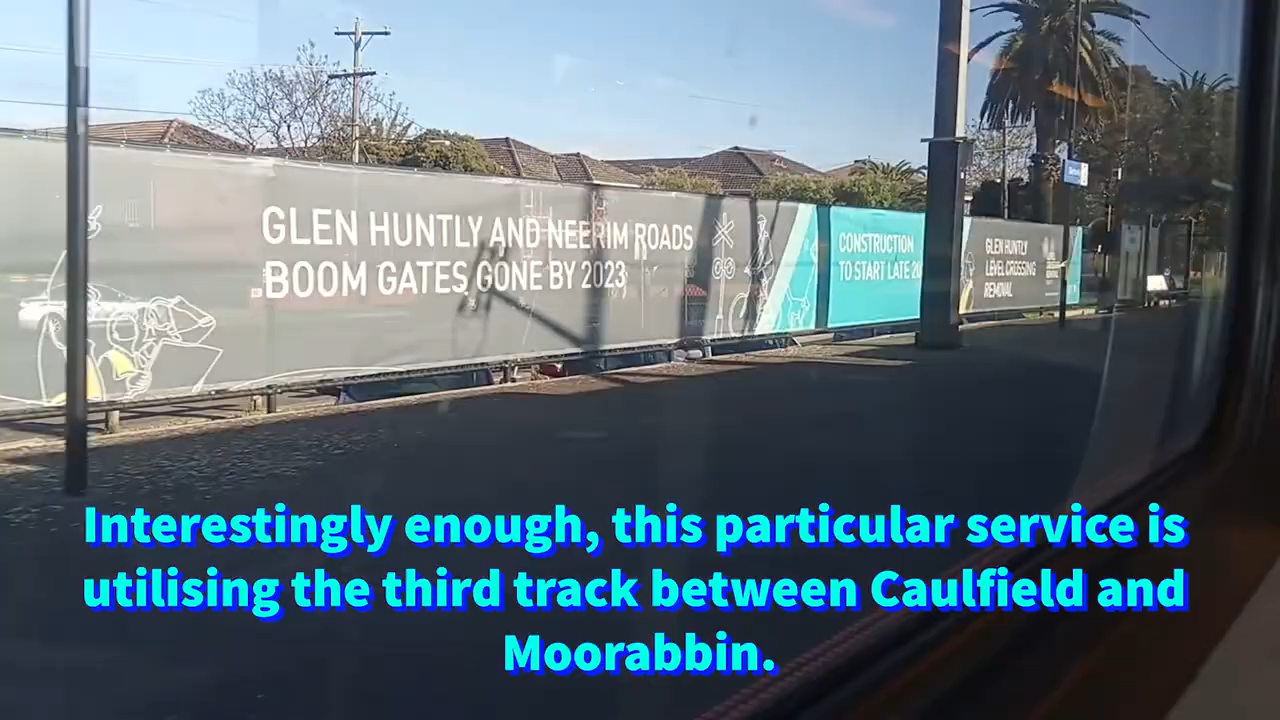 GLEN HUNTLY AND NEERIM ROADS
BOOM GATES GONE BY 2023
CONSTRUCTION
TO START LATE 20
GLEN HUNTLY
LEVEL CROSSING
REMOVAL
Interestingly enough, this particular service is
utilising the third track between Caulfield and
Moorabbin.